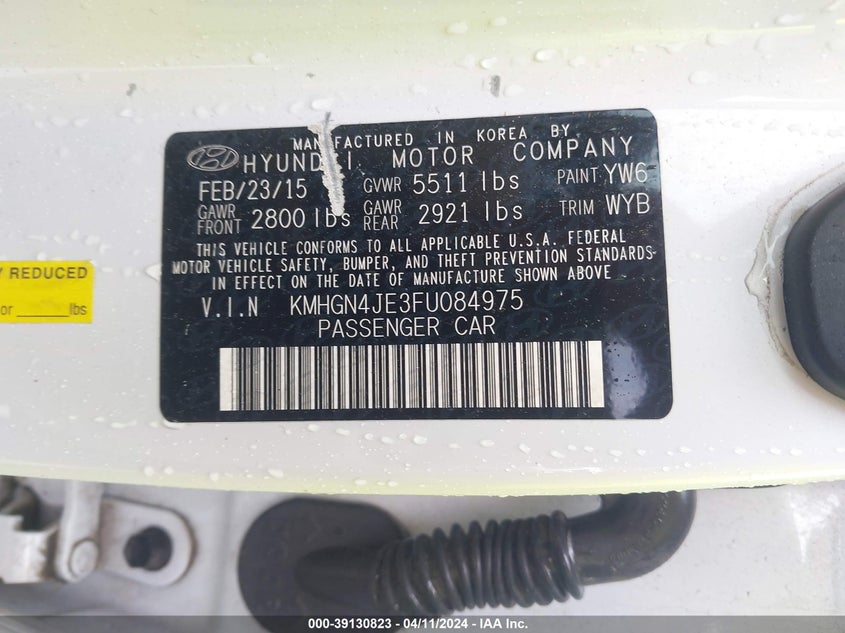 MANUFACTURED IN KOREA BY
HYUNDAI MOTOR COMPANY
FEB/23/15 GVWR 5511 lbs PAINT YW6
GAWR FRONT 2800 lbs GAWR REAR 2921 lbs TRIM WYB
THIS VEHICLE CONFORMS TO ALL APPLICABLE U.S.A. FEDERAL
MOTOR VEHICLE SAFETY, BUMPER, AND THEFT PREVENTION STANDARDS
IN EFFECT ON THE DATE OF MANUFACTURE SHOWN ABOVE
V.I.N KMHGN4JE3FU084975
PASSENGER CAR
Y REDUCED
or ____lbs
000-39130823 - 04/11/2024 - IAA Inc.